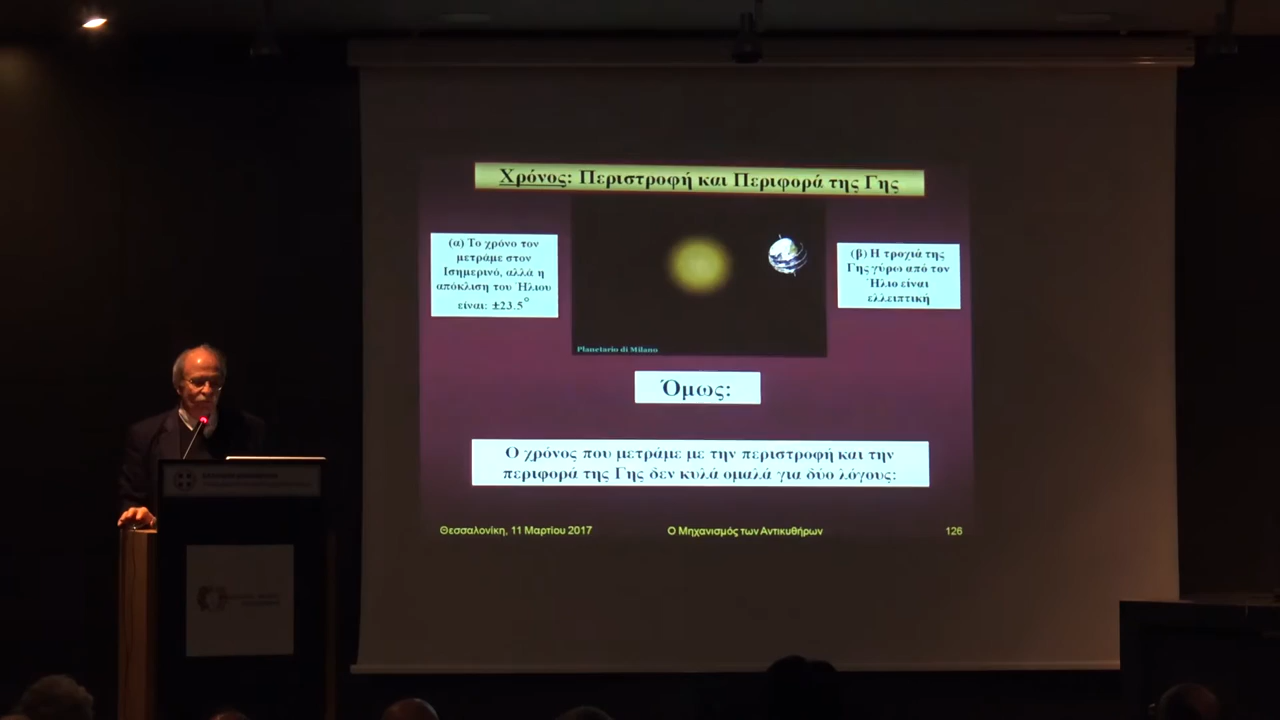 Χρόνος: Περιστροφή και Περιφορά της Γης
(α) Το χρόνο τον
μετράμε στον
Ισημερινό, αλλά η
απόκλιση του Ήλιου
είναι: ±23.5°
(β) Η τροχιά της
Γης γύρω από τον
Ήλιο είναι
ελλειπτική
Planetario di Milano
Όμως:
Ο χρόνος που μετράμε με την περιστροφή και την
περιφορά της Γης δεν κυλά ομαλά για δύο λόγους:
Θεσσαλονίκη, 11 Μαρτίου 2017
Ο Μηχανισμός των Αντικυθήρων
126